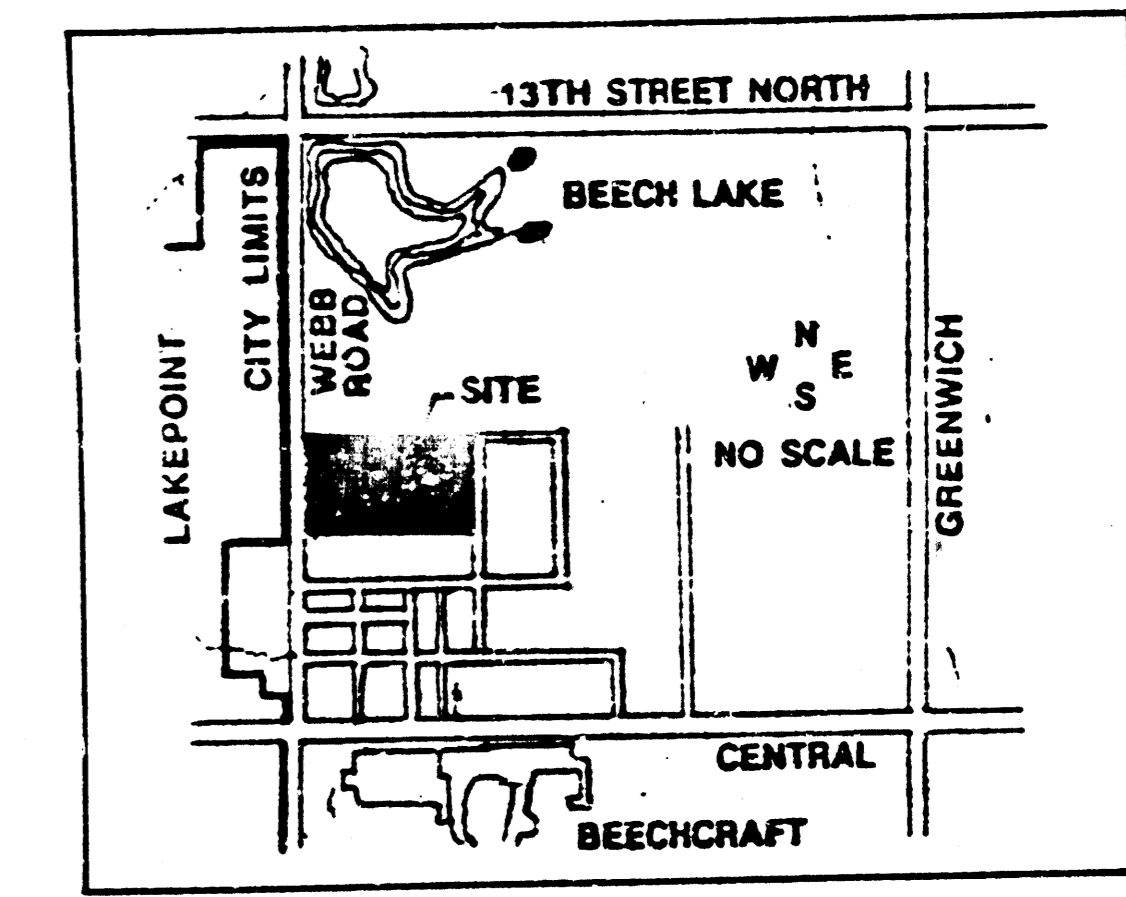 13TH STREET NORTH
BEECH LAKE
CITY LIMITS
WEBB
ROAD
LAKEPOINT
SITE
N
W E
S
NO SCALE
GREENWICH
CENTRAL
BEECHCRAFT